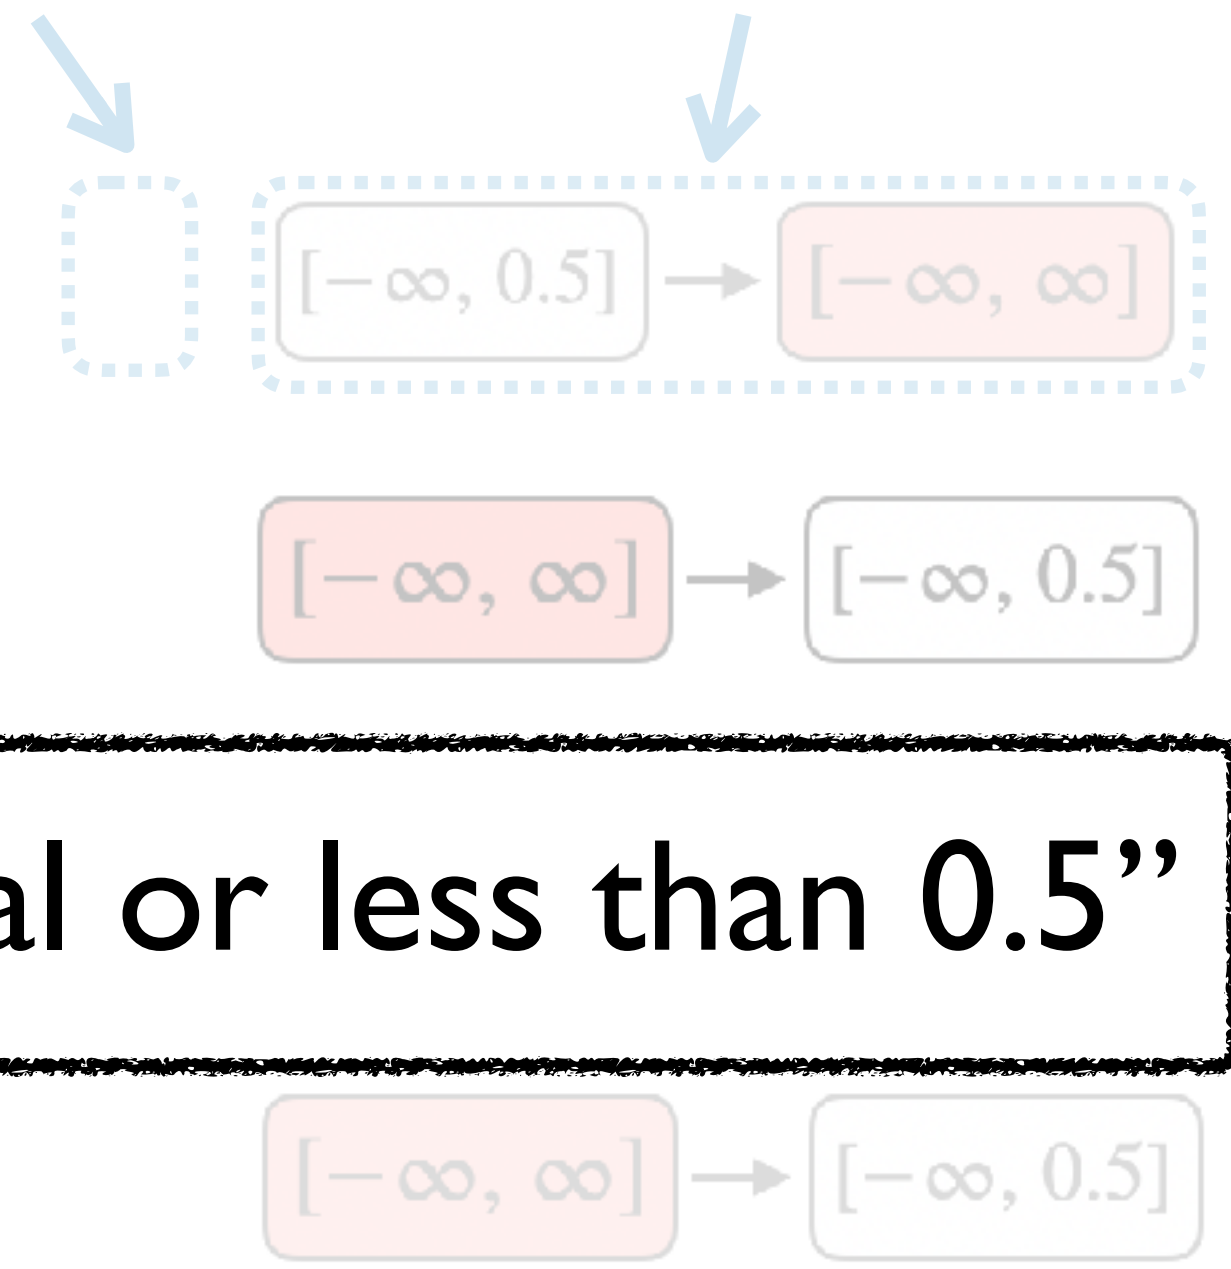 [−∞, 0.5] → [−∞, ∞]
[−∞, ∞] → [−∞, 0.5]
al or less than 0.5”
[−∞, ∞] → [−∞, 0.5]